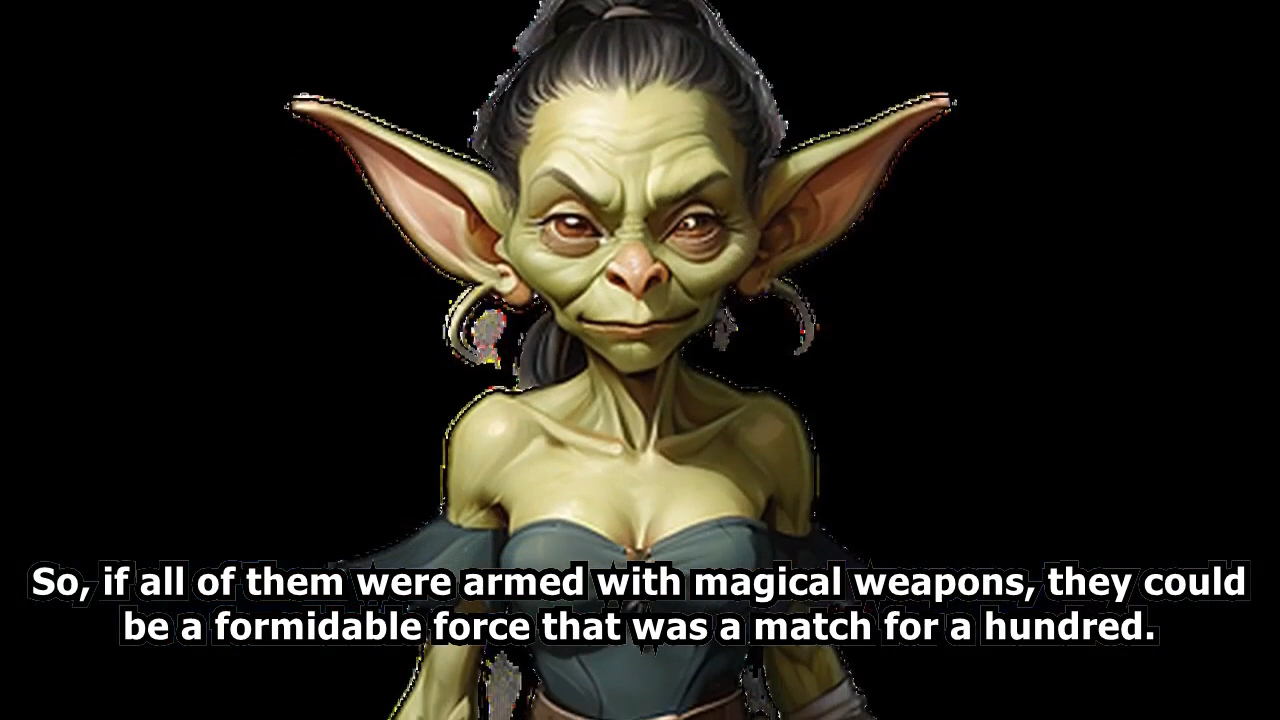 So, if all of them were armed with magical weapons, they could
be a formidable force that was a match for a hundred.